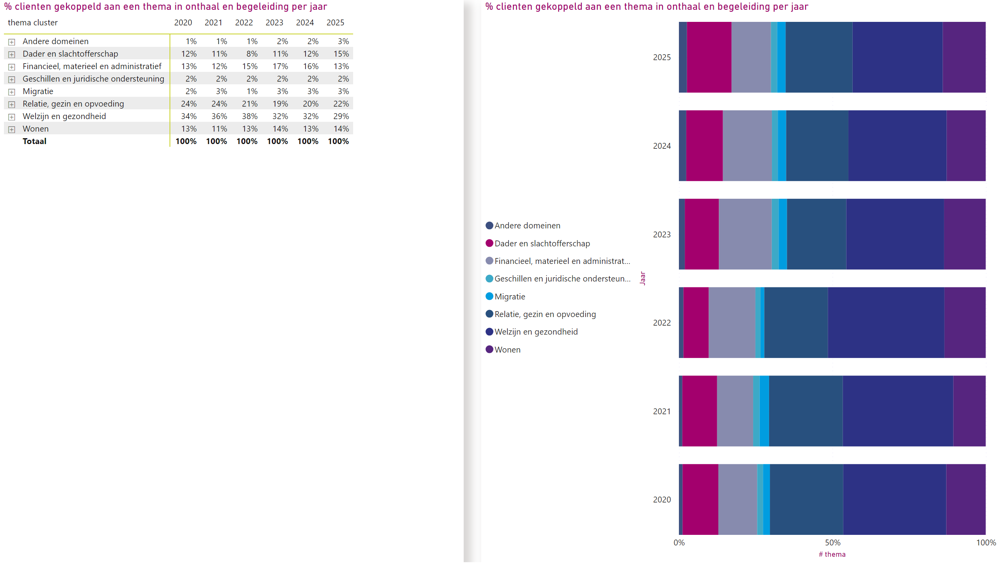 % clienten gekoppeld aan een thema in onthaal en begeleiding per jaar
thema cluster 2020 2021 2022 2023 2024 2025
Andere domeinen 1% 1% 1% 2% 2% 3%
Dader en slachtofferschap 12% 11% 8% 11% 12% 15%
Financieel, materieel en administratief 13% 12% 15% 17% 16% 13%
Geschillen en juridische ondersteuning 2% 2% 2% 2% 2% 2%
Migratie 2% 3% 1% 3% 3% 3%
Relatie, gezin en opvoeding 24% 24% 21% 19% 20% 22%
Welzijn en gezondheid 34% 36% 38% 32% 32% 29%
Wonen 13% 11% 13% 14% 13% 14%
Totaal 100% 100% 100% 100% 100% 100%
% clienten gekoppeld aan een thema in onthaal en begeleiding per jaar
Andere domeinen
Dader en slachtofferschap
Financieel, materieel en administrat...
Geschillen en juridische ondersteun...
Migratie
Relatie, gezin en opvoeding
Welzijn en gezondheid
Wonen
Jaar
2025
2024
2023
2022
2021
2020
0% 50% 100%
# thema